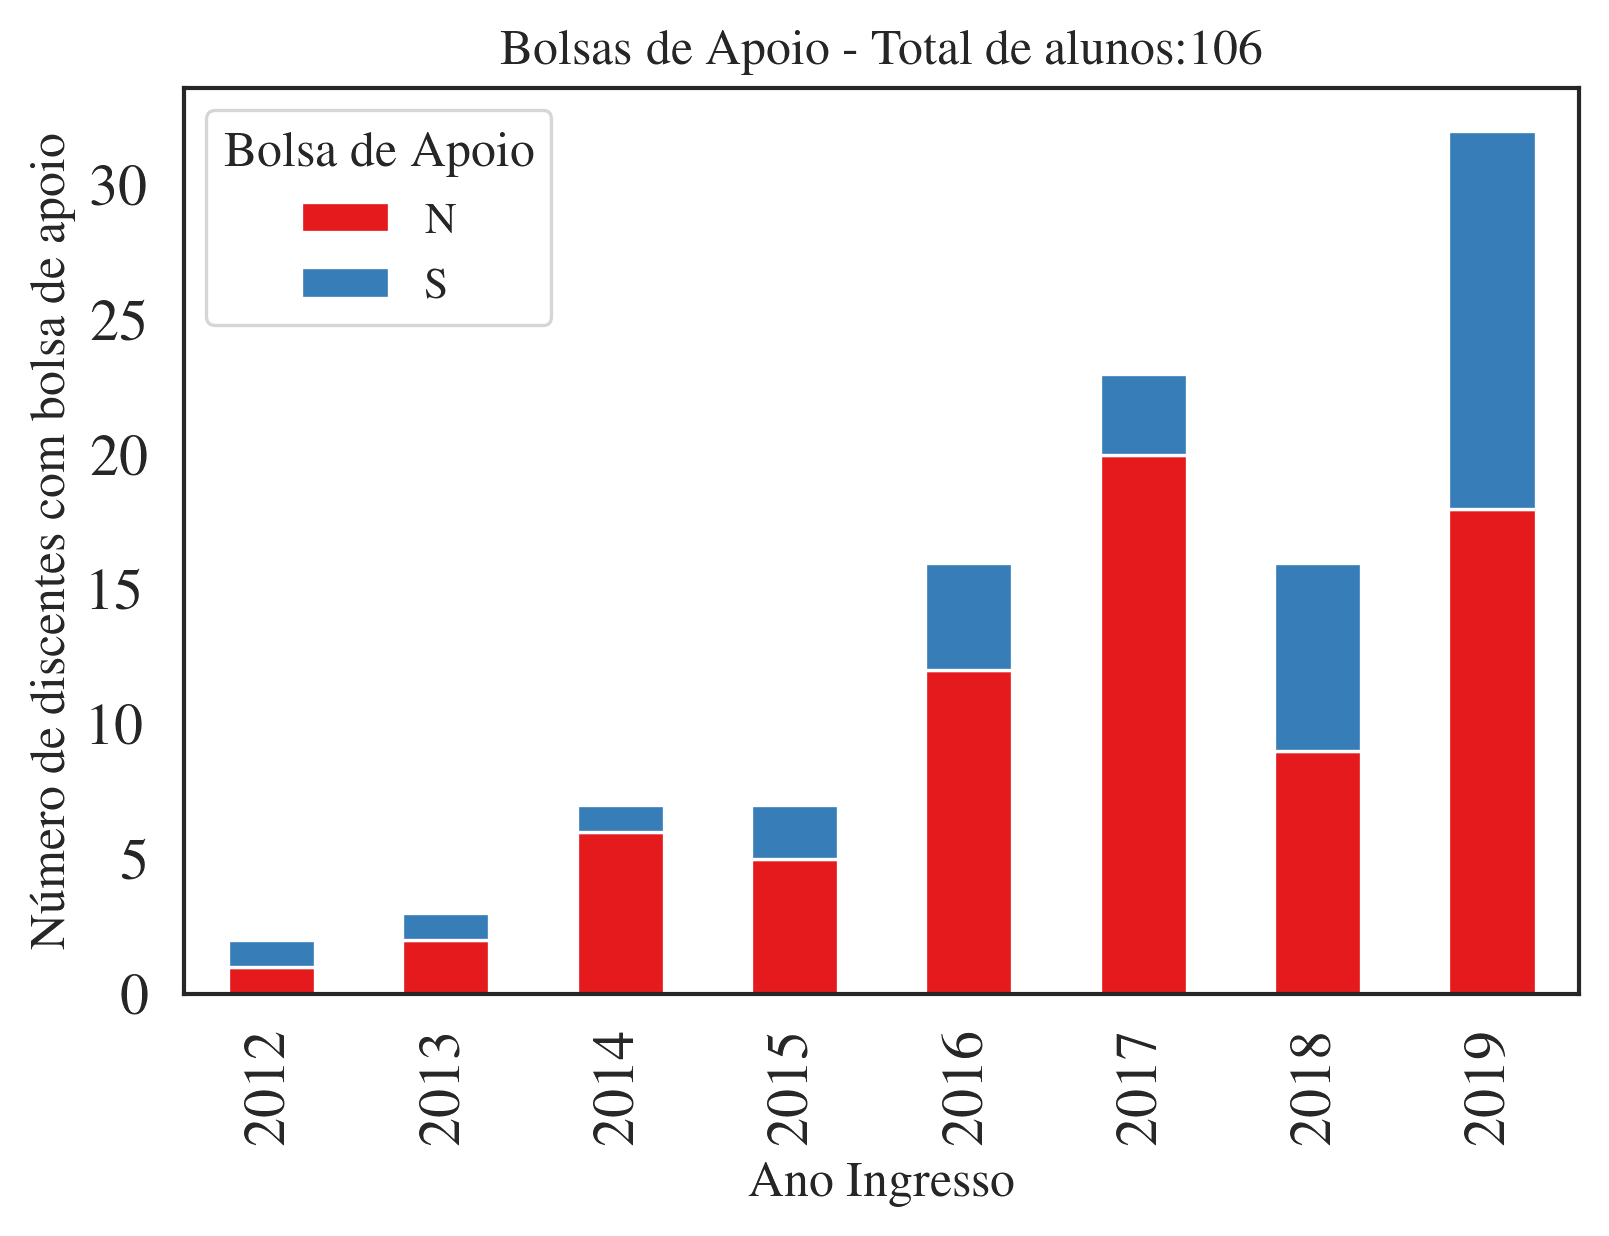 Bolsas de Apoio - Total de alunos:106
Bolsa de Apoio
N
S
Número de discentes com bolsa de apoio
30
25
20
15
10
5
0
2012
2013
2014
2015
2016
2017
2018
2019
Ano Ingresso